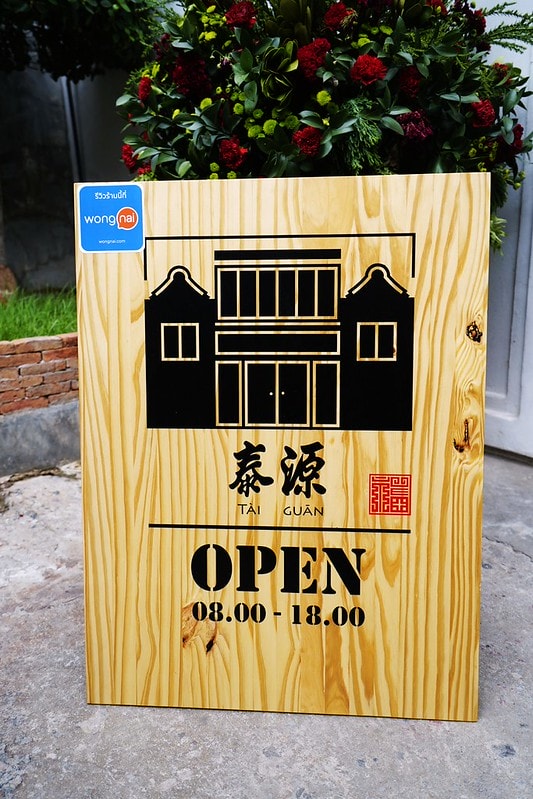 รีวิวร้านนี้ที่
wongnai
wongnai.com
泰源
TÀI GUÂN
OPEN
08.00 - 18.00